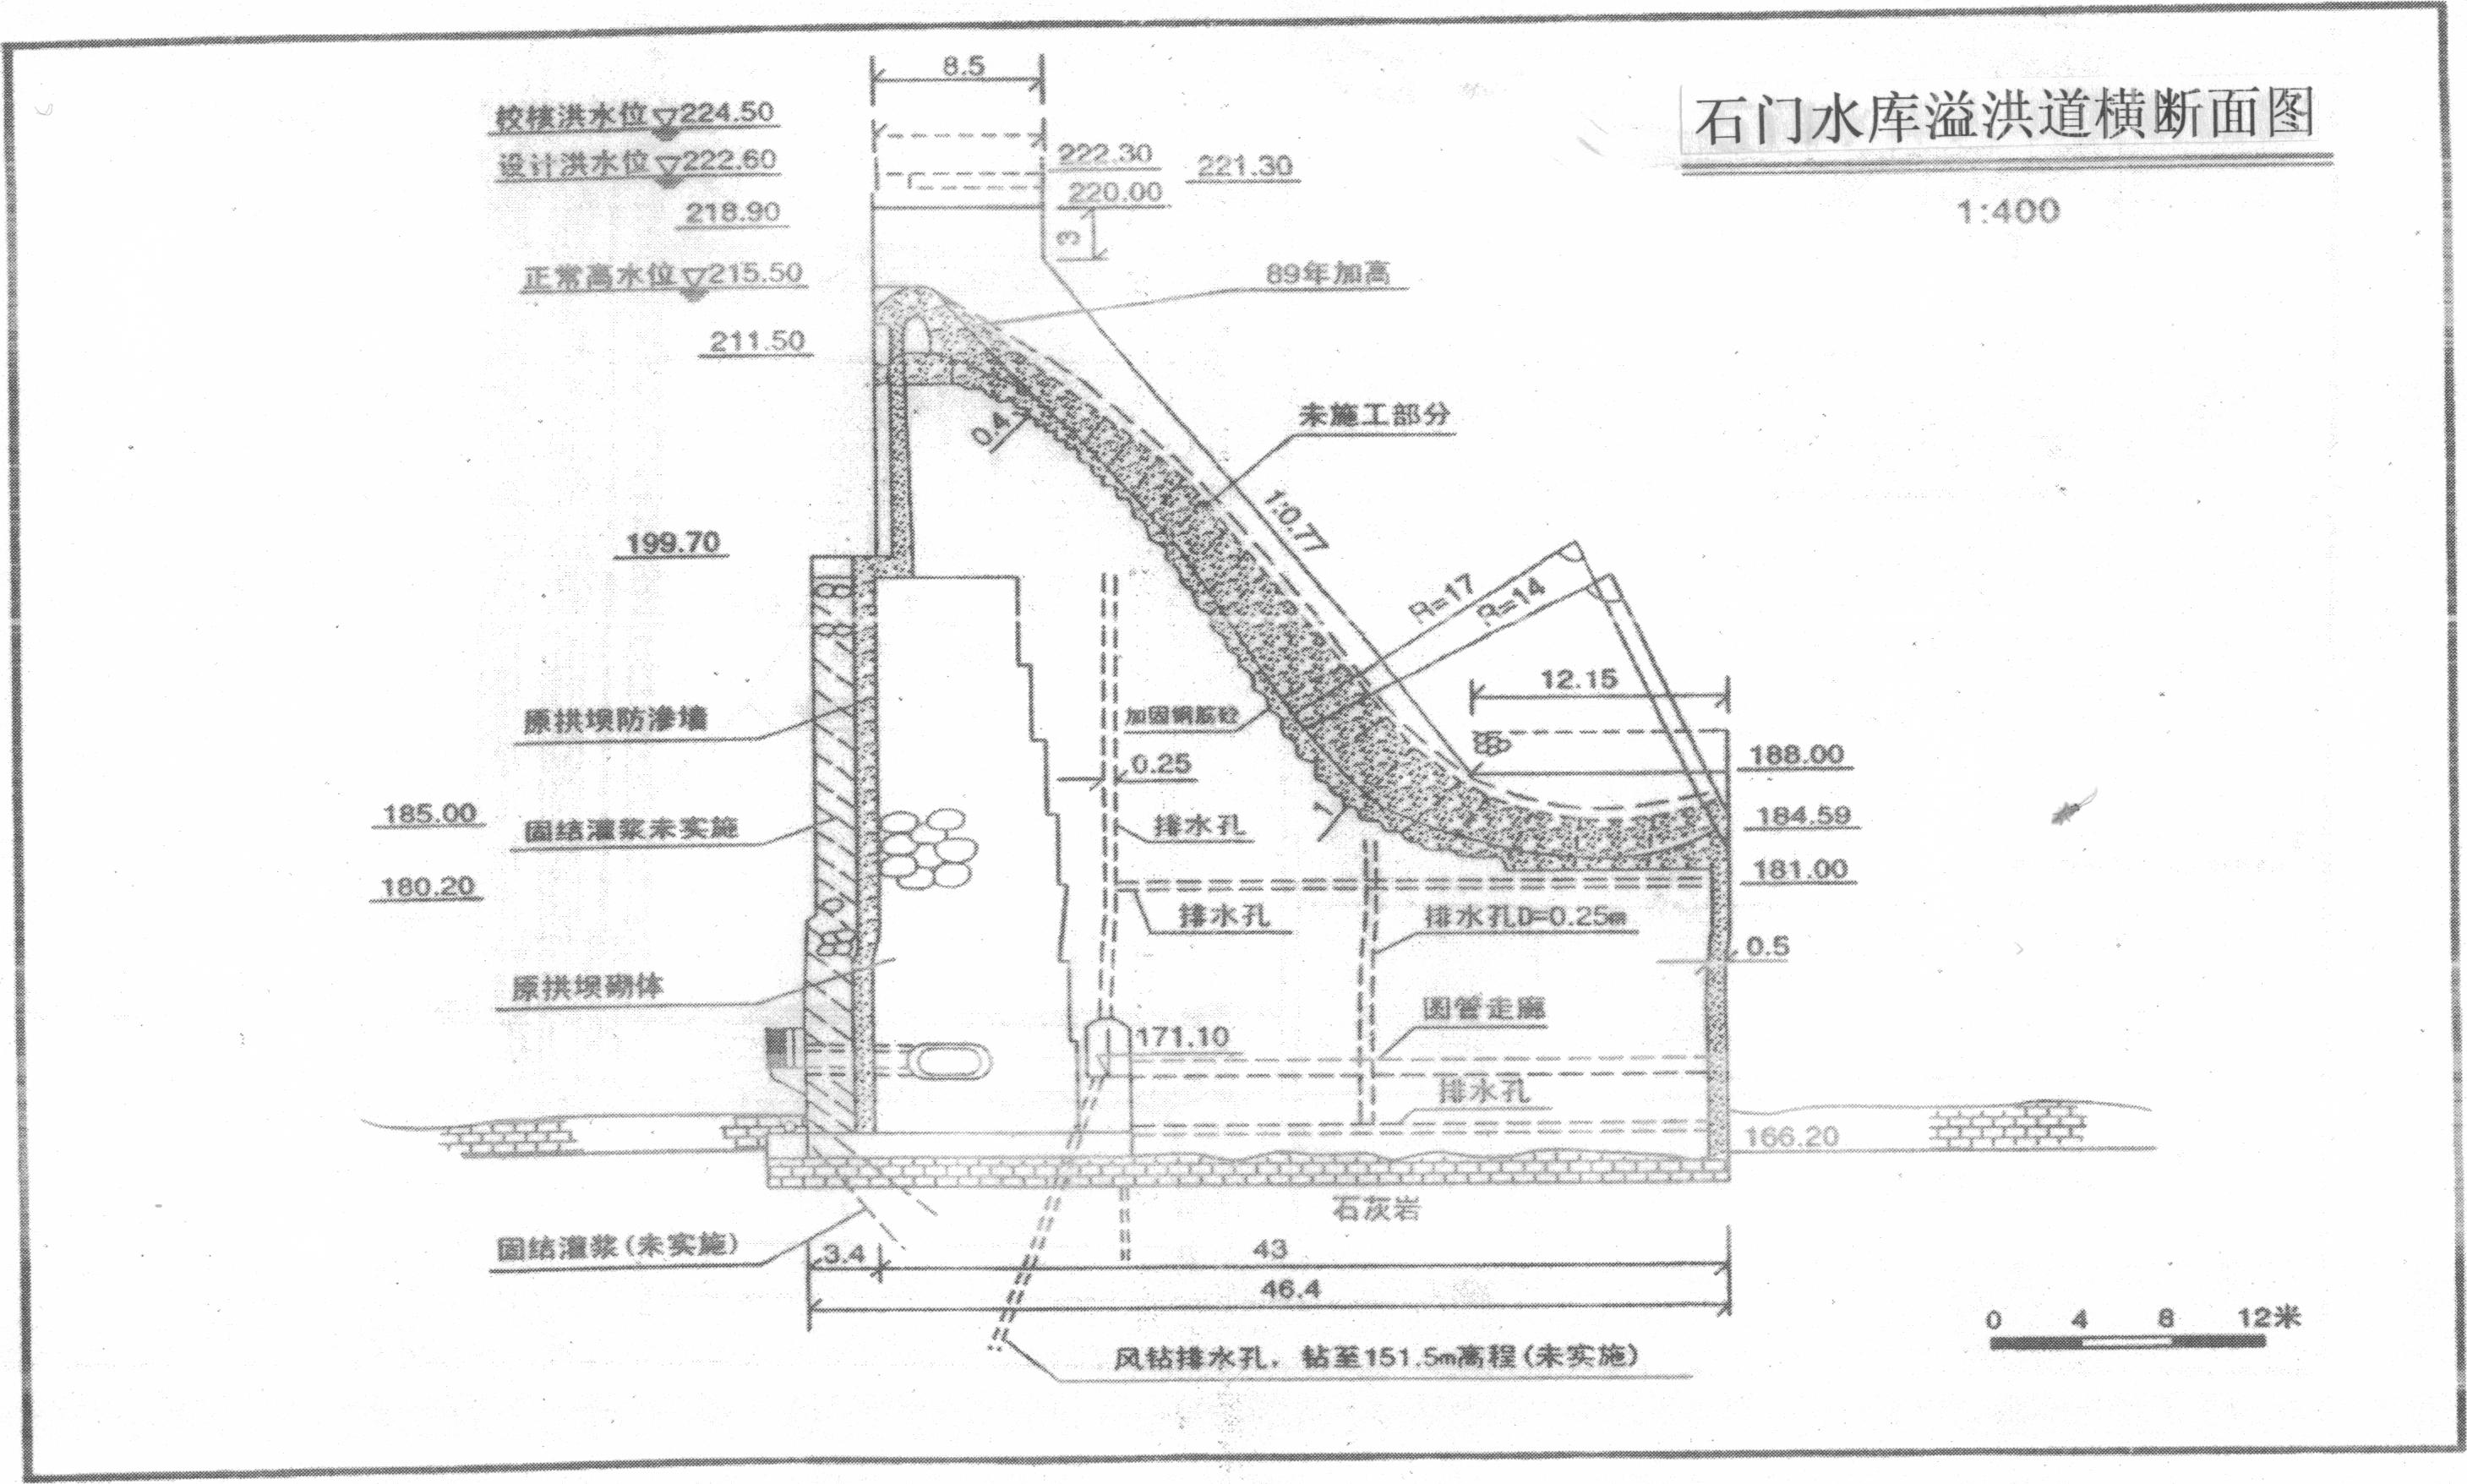 石门水库溢洪道横断面图
1:400
8.5
校核洪水位 224.50
设计洪水位 222.60
218.90
正常高水位 215.50
211.50
222.30
221.30
220.00
3
89年加高
0.4
未施工部分
1:0.77
199.70
R=17
R=14
12.15
原拱坝防渗墙
加固钢筋砼
0.25
188.00
185.00
固结灌浆未实施
排水孔
1
184.59
180.20
181.00
排水孔
排水孔D=0.25m
0.5
原拱坝砌体
圆管走廊
171.10
排水孔
166.20
石灰岩
固结灌浆(未实施)
3.4
43
46.4
风钻排水孔，钻至151.5m高程(未实施)
0 4 8 12米